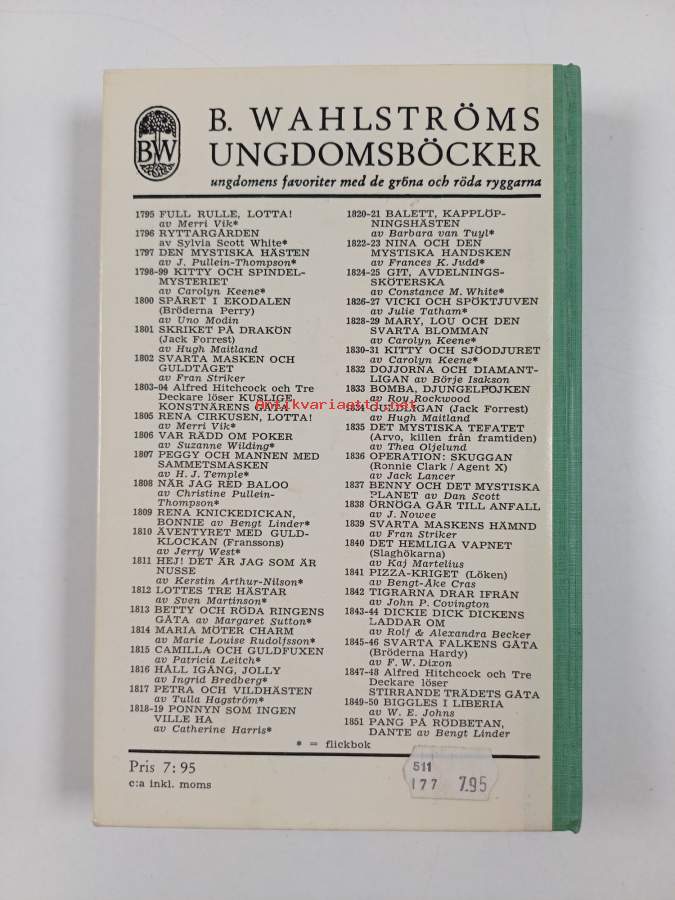 BW
B. WAHLSTRÖMS
UNGDOMSBÖCKER
ungdomens favoriter med de gröna och röda ryggarna
1795 FULL RULLE, LOTTA!
av Merri Vik*
1796 RYTTARGÅRDEN
av Sylvia Scott White*
1797 DEN MYSTISKA HÄSTEN
av J. Pullein-Thompson*
1798-99 KITTY OCH SPINDEL-
MYSTERIET
av Carolyn Keene*
1800 SPÅRET I EKODALEN
(Bröderna Perry)
av Uno Modin
1801 SKRIKET PÅ DRAKÖN
(Jack Forrest)
av Hugh Maitland
1802 SVARTA MASKEN OCH
GULDTÅGET
av Fran Striker
1803-04 Alfred Hitchcock och Tre
Deckare löser KUSLIGE
KONSTNÄRENS GÅTA
1805 RENA CIRKUSEN, LOTTA!
av Merri Vik*
1806 VAR RÄDD OM POKER
av Suzanne Wilding*
1807 PEGGY OCH MANNEN MED
SAMMETSMASKEN
av H. J. Temple*
1808 NÄR JAG RED BALOO
av Christine Pullein-
Thompson*
1809 RENA KNICKEDICKAN,
BONNIE av Bengt Linder*
1810 ÄVENTYRET MED GULD-
KLOCKAN (Franssons)
av Jerry West*
1811 HEJ! DET ÄR JAG SOM ÄR
NUSSE
av Kerstin Arthur-Nilson*
1812 LOTTES TRE HÄSTAR
av Sven Martinson*
1813 BETTY OCH RÖDA RINGENS
GÅTA av Margaret Sutton*
1814 MARIA MÖTER CHARM
av Marie Louise Rudolfsson*
1815 CAMILLA OCH GULDFUXEN
av Patricia Leitch*
1816 HÅLL IGÅNG, JOLLY
av Ingrid Bredberg*
1817 PETRA OCH VILDHÄSTEN
av Tulla Hagström*
1818-19 PONNYN SOM INGEN
VILLE HA
av Catherine Harris*
1820-21 BALETT, KAPPLÖP-
NINGSHÄSTEN
av Barbara van Tuyl*
1822-23 NINA OCH DEN
MYSTISKA HANDSKEN
av Frances K. Judd*
1824-25 GIT, AVDELNINGS-
SKÖTERSKA
av Constance M. White*
1826-27 VICKI OCH SPÖKTJUVEN
av Julie Tatham*
1828-29 MARY, LOU OCH DEN
SVARTA BLOMMAN
av Carolyn Keene*
1830-31 KITTY OCH SJÖODJURET
av Carolyn Keene*
1832 DOJJORNA OCH DIAMANT-
LIGAN av Börje Isakson
1833 BOMBA, DJUNGELPOJKEN
av Roy Rockwood
1834 JULLIGAN (Jack Forrest)
av Hugh Maitland
1835 DET MYSTISKA TEFATET
(Arvo, killen från framtiden)
av Thea Oljelund
1836 OPERATION: SKUGGAN
(Ronnie Clark / Agent X)
av Jack Lancer
1837 BENNY OCH DET MYSTISKA
PLANET av Dan Scott
1838 ÖRNÖGA GÅR TILL ANFALL
av J. Nowee
1839 SVARTA MASKENS HÄMND
av Fran Striker
1840 DET HEMLIGA VAPNET
(Slaghökarna)
av Kaj Martelius
1841 PIZZA-KRIGET (Löken)
av Bengt-Åke Cras
1842 TIGRARNA DRAR IFRÅN
av John P. Covington
1843-44 DICKIE DICK DICKENS
LADDAR OM
av Rolf & Alexandra Becker
1845-46 SVARTA FALKENS GÅTA
(Bröderna Hardy)
av F. W. Dixon
1847-48 Alfred Hitchcock och Tre
Deckare löser
STIRRANDE TRÄDETS GÅTA
1849-50 BIGGLES I LIBERIA
av W. E. Johns
1851 PANG PÅ RÖDBETAN,
DANTE av Bengt Linder
* = flickbok
Pris 7: 95
c:a inkl. moms
511
177 7.95
antikvariaatti.net